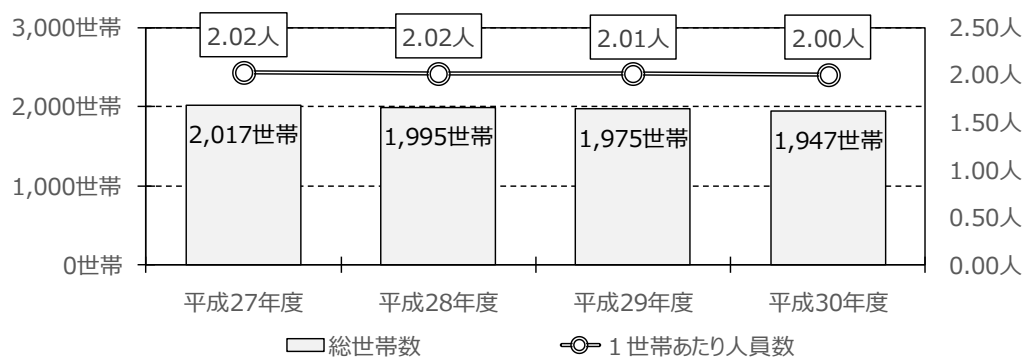 3,000世帯
2,000世帯
1,000世帯
0世帯
2.02人
2.02人
2.01人
2.00人
2,017世帯
1,995世帯
1,975世帯
1,947世帯
2.50人
2.00人
1.50人
1.00人
0.50人
0.00人
平成27年度
平成28年度
平成29年度
平成30年度
総世帯数
１世帯あたり人員数